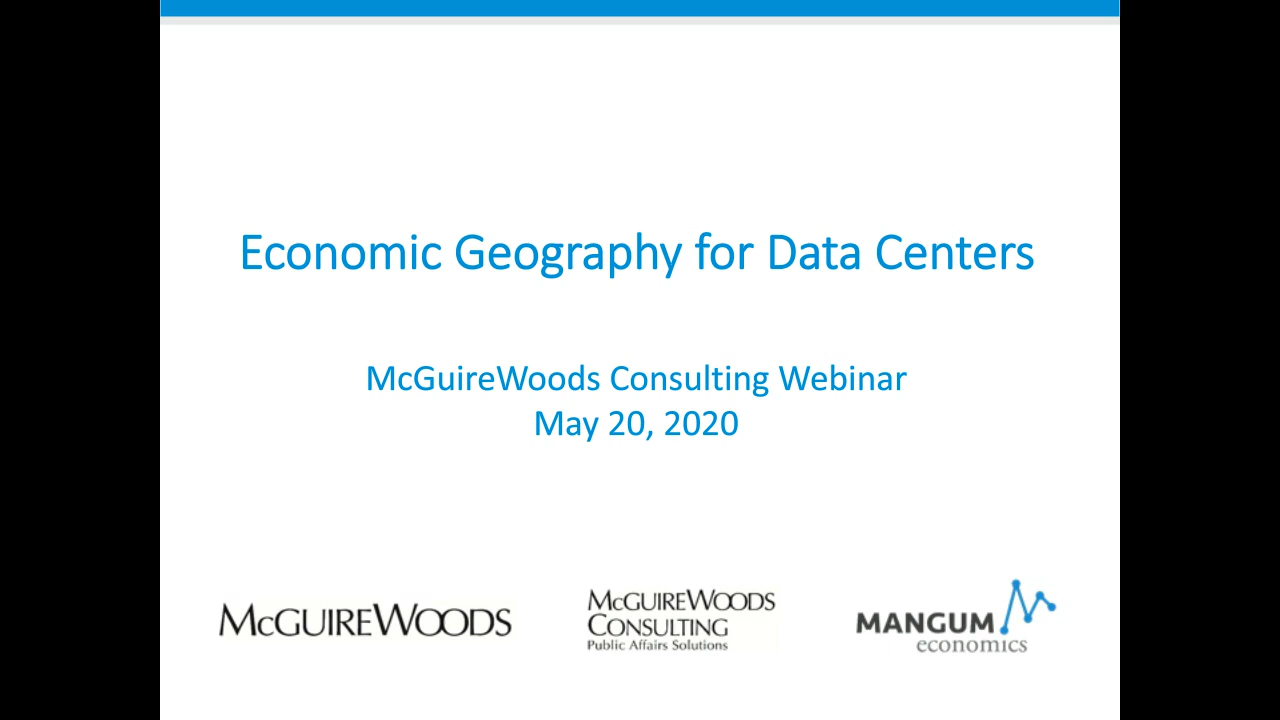 Economic Geography for Data Centers
McGuireWoods Consulting Webinar
May 20, 2020
McGUIREWOODS
McGUIREWOODS
CONSULTING
Public Affairs Solutions
MANGUM
economics